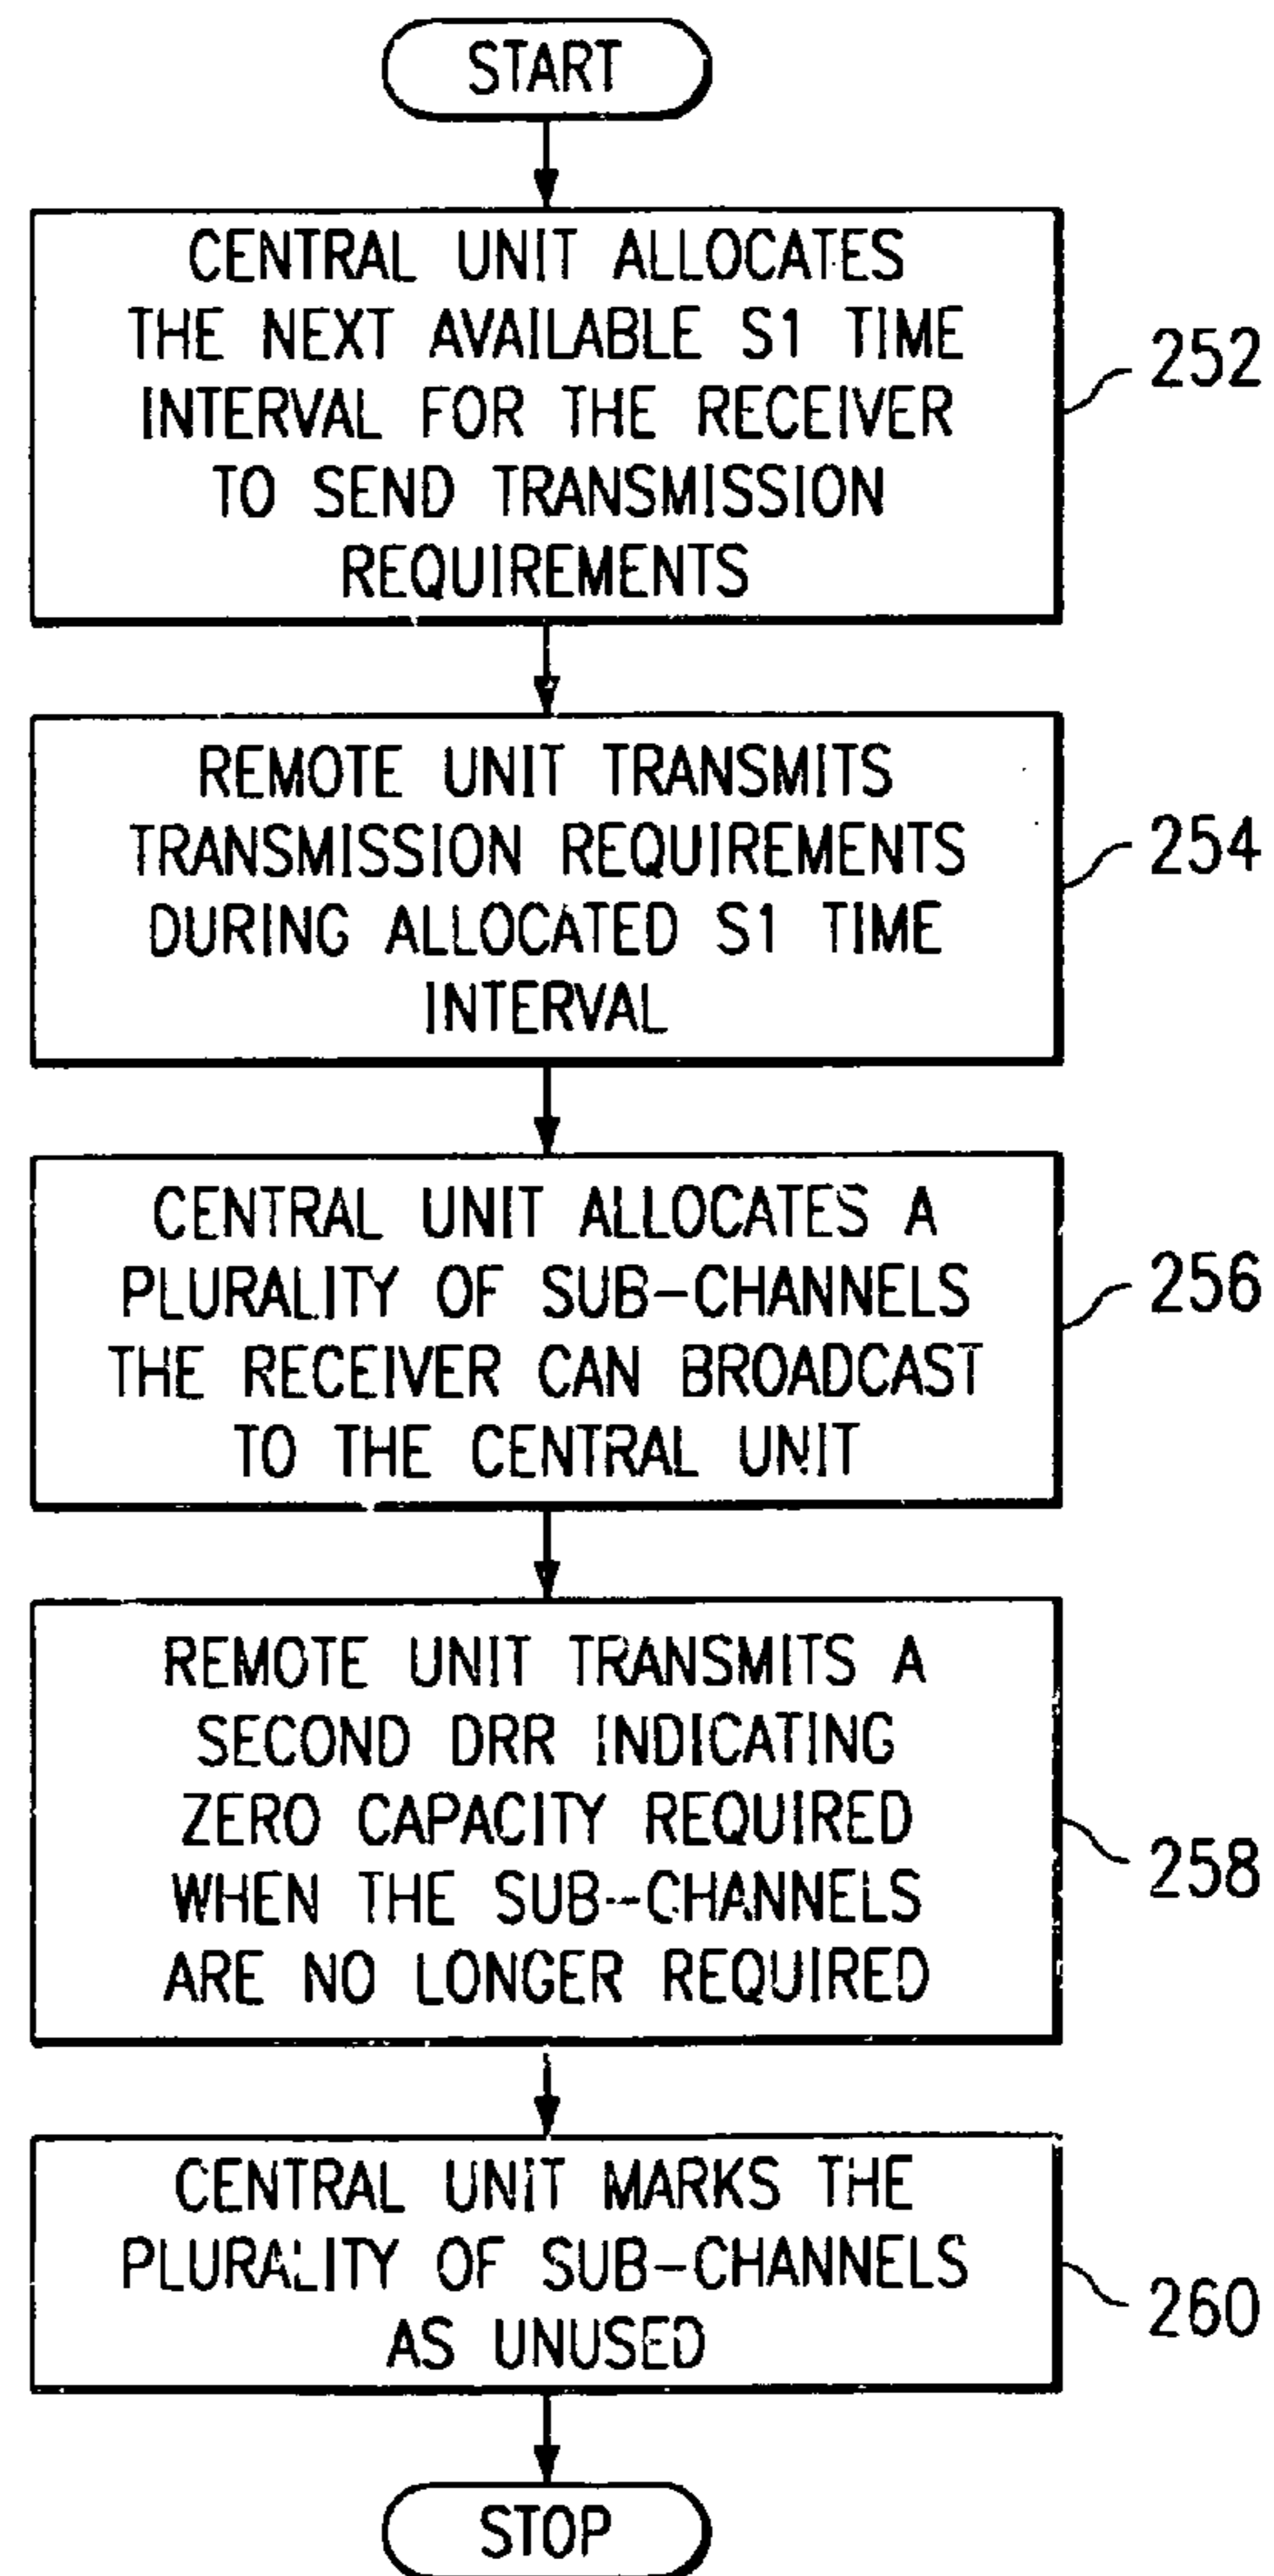 START
CENTRAL UNIT ALLOCATES
THE NEXT AVAILABLE S1 TIME
INTERVAL FOR THE RECEIVER
TO SEND TRANSMISSION
REQUIREMENTS
252
REMOTE UNIT TRANSMITS
TRANSMISSION REQUIREMENTS
DURING ALLOCATED S1 TIME
INTERVAL
254
CENTRAL UNIT ALLOCATES A
PLURALITY OF SUB-CHANNELS
THE RECEIVER CAN BROADCAST
TO THE CENTRAL UNIT
256
REMOTE UNIT TRANSMITS A
SECOND DRR INDICATING
ZERO CAPACITY REQUIRED
WHEN THE SUB-CHANNELS
ARE NO LONGER REQUIRED
258
CENTRAL UNIT MARKS THE
PLURALITY OF SUB-CHANNELS
AS UNUSED
260
STOP